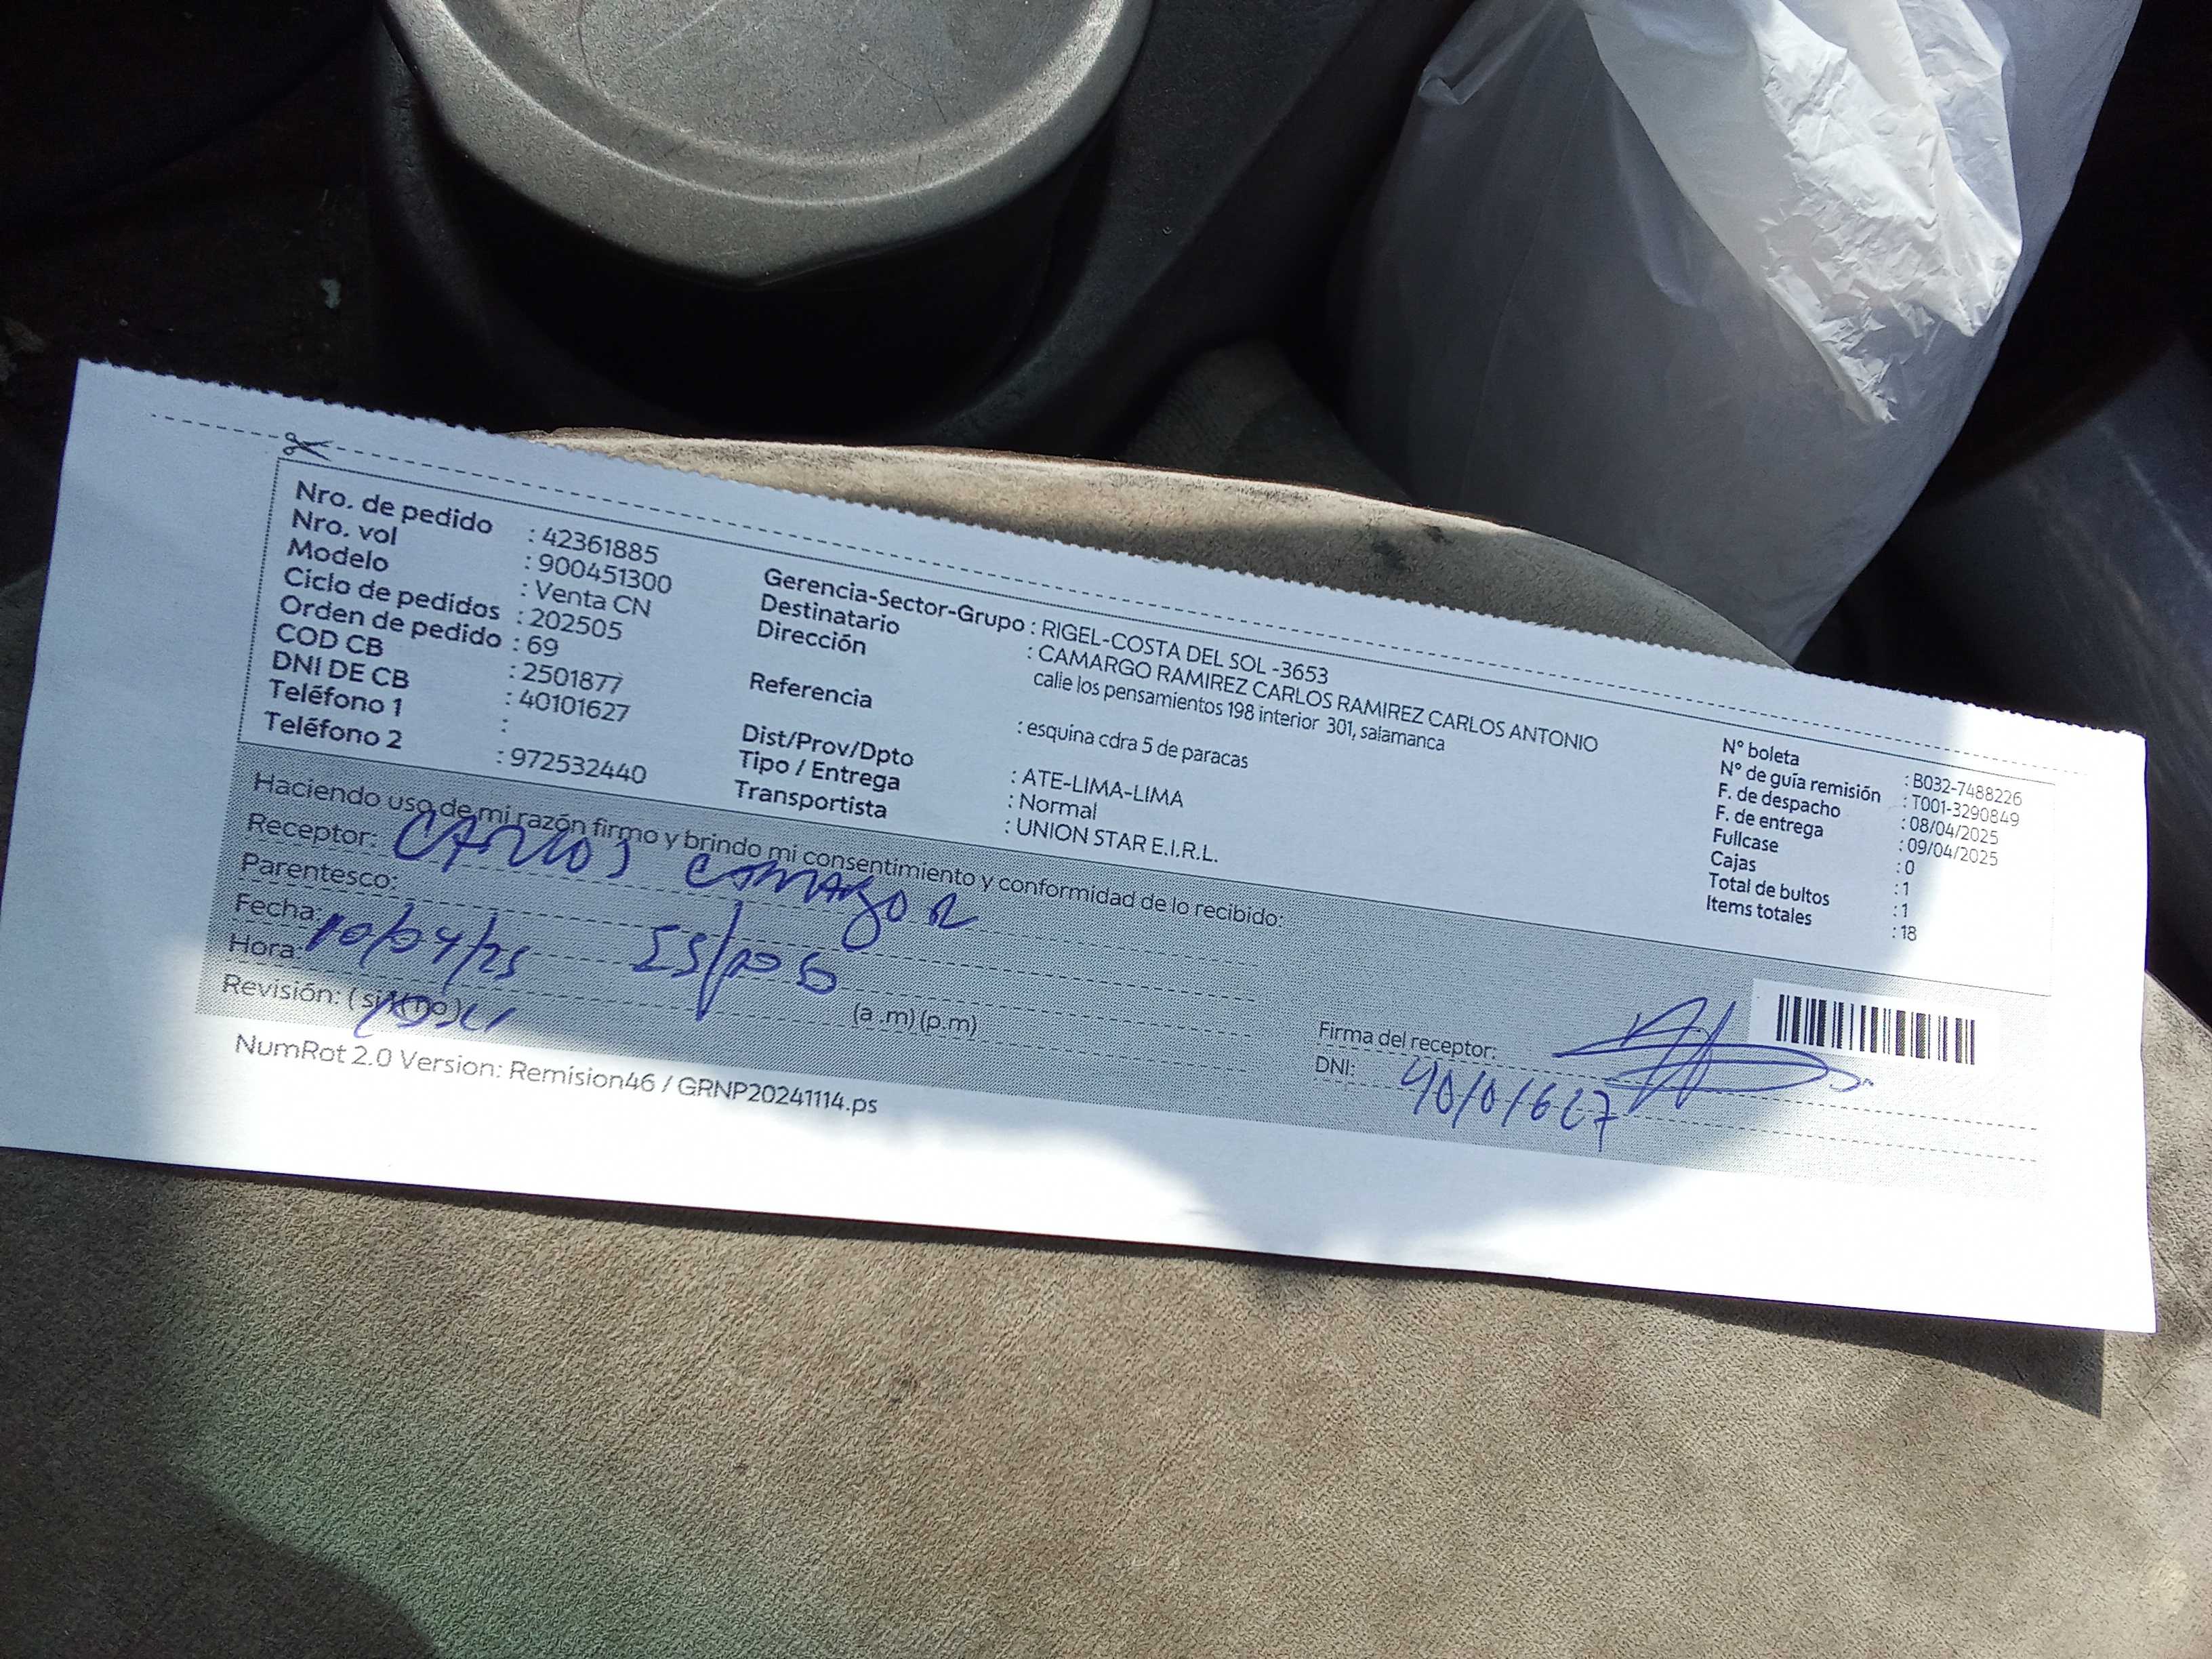 Nro. de pedido : 42361885
Nro. vol : 900451300
Modelo : Venta CN
Ciclo de pedidos : 202505
Orden de pedido : 69
COD CB : 2501877
DNI DE CB : 40101627
Teléfono 1 :
Teléfono 2 : 972532440
Gerencia-Sector-Grupo : RIGEL-COSTA DEL SOL -3653
Destinatario : CAMARGO RAMIREZ CARLOS RAMIREZ CARLOS ANTONIO
Dirección calle los pensamientos 198 interior 301, salamanca
Referencia : esquina cdra 5 de paracas
Dist/Prov/Dpto : ATE-LIMA-LIMA
Tipo / Entrega : Normal
Transportista : UNION STAR E.I.R.L.
N° boleta : B032-7488226
N° de guía remisión : T001-3290849
F. de despacho : 08/04/2025
F. de entrega : 09/04/2025
Fullcase : 0
Cajas : 1
Total de bultos : 1
Items totales : 18
Haciendo uso de mi razón firmo y brindo mi consentimiento y conformidad de lo recibido:
Receptor: CARLOS CAMARGO R
Parentesco:
Fecha: 10/04/25
Hora: (a .m) (p.m)
Revisión: ( si ) ( no )
Firma del receptor:
DNI: 40101627
NumRot 2.0 Version: Remision46 / GRNP20241114.ps